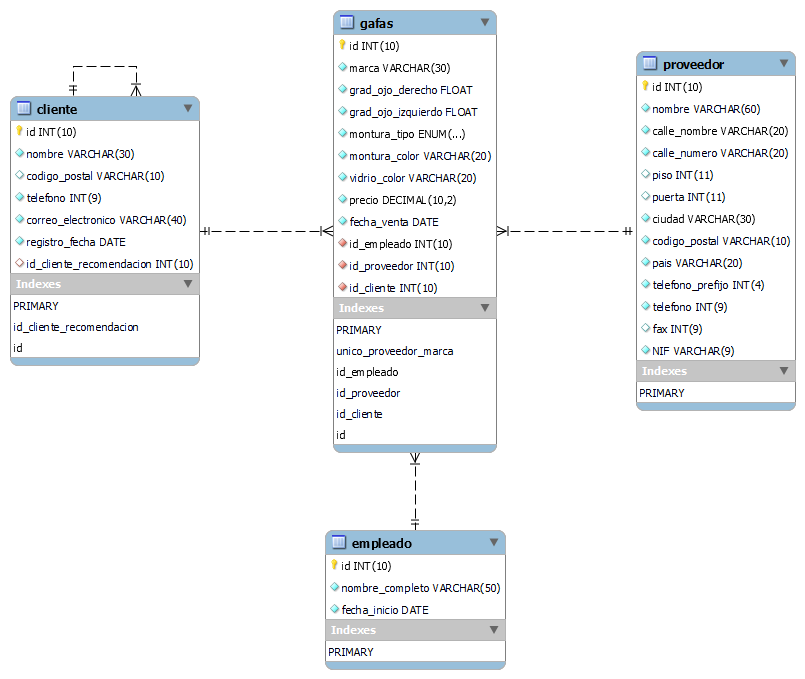 cliente
id INT(10)
nombre VARCHAR(30)
codigo_postal VARCHAR(10)
telefono INT(9)
correo_electronico VARCHAR(40)
registro_fecha DATE
id_cliente_recomendacion INT(10)
Indexes
PRIMARY
id_cliente_recomendacion
id
gafas
id INT(10)
marca VARCHAR(30)
grad_ojo_derecho FLOAT
grad_ojo_izquierdo FLOAT
montura_tipo ENUM(...)
montura_color VARCHAR(20)
vidrio_color VARCHAR(20)
precio DECIMAL(10,2)
fecha_venta DATE
id_empleado INT(10)
id_proveedor INT(10)
id_cliente INT(10)
Indexes
PRIMARY
unico_proveedor_marca
id_empleado
id_proveedor
id_cliente
id
proveedor
id INT(10)
nombre VARCHAR(60)
calle_nombre VARCHAR(20)
calle_numero VARCHAR(20)
piso INT(11)
puerta INT(11)
ciudad VARCHAR(30)
codigo_postal VARCHAR(10)
pais VARCHAR(20)
telefono_prefijo INT(4)
telefono INT(9)
fax INT(9)
NIF VARCHAR(9)
Indexes
PRIMARY
empleado
id INT(10)
nombre_completo VARCHAR(50)
fecha_inicio DATE
Indexes
PRIMARY